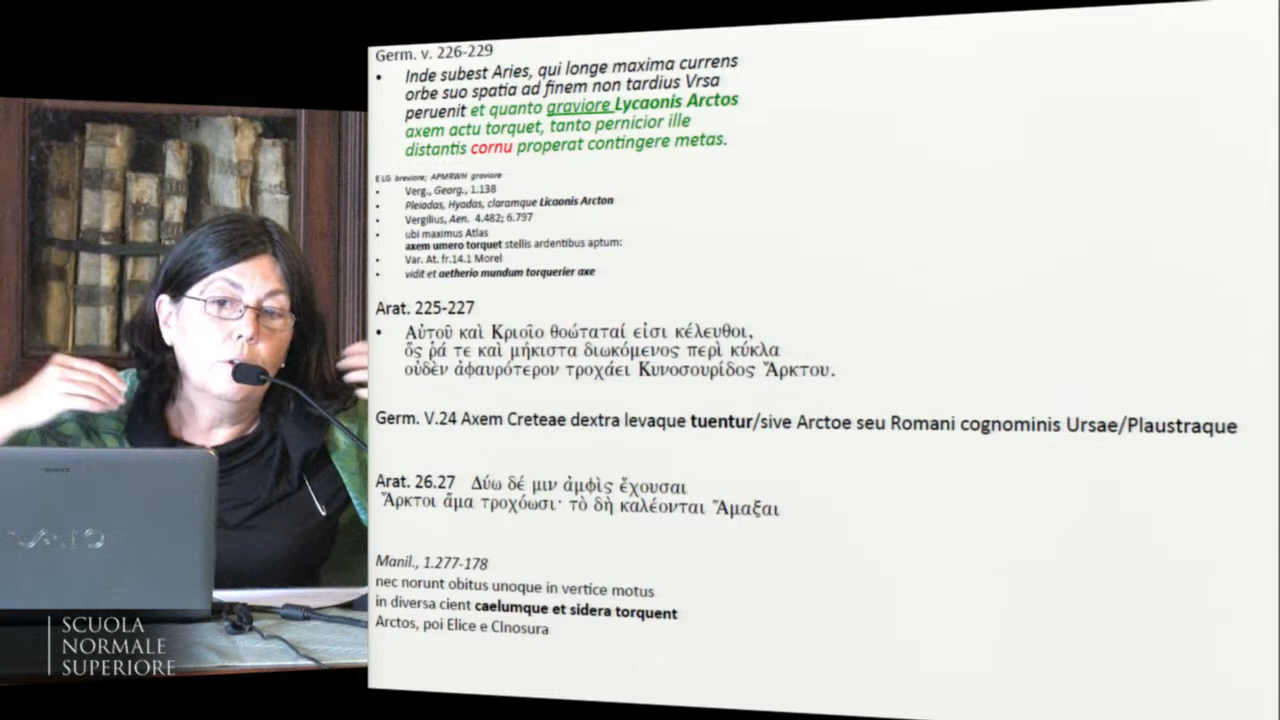 Germ. v. 226-229
• Inde subest Aries, qui longe maxima currens
orbe suo spatia ad finem non tardius Vrsa
peruenit et quanto graviore Lycaonis Arctos
axem actu torquet, tanto pernicior ille
distantis cornu properat contingere metas.
E LG breviore; APMRWH graviore
• Verg., Georg., 1.138
• Pleiadas, Hyadas, claramque Licaonis Arcton
• Vergilius, Aen. 4.482; 6.797
• ubi maximus Atlas
axem umero torquet stellis ardentibus aptum:
• Var. At. fr.14.1 Morel
• vidit et aetherio mundum torquerier axe
Arat. 225-227
• Αὐτοῦ καὶ Κριοῖο θοώταταί εἰσι κέλευθοι,
ὅς ῥά τε καὶ μήκιστα διωκόμενος περὶ κύκλα
οὐδὲν ἀφαυρότερον τροχάει Κυνοσουρίδος Ἄρκτου.
Germ. V.24 Axem Creteae dextra levaque tuentur/sive Arctoe seu Romani cognominis Ursae/Plaustraque
Arat. 26.27 Δύω δέ μιν ἀμφὶς ἔχουσαι
Ἄρκτοι ἅμα τροχόωσι· τὸ δὴ καλέονται Ἅμαξαι
Manil., 1.277-178
nec norunt obitus unoque in vertice motus
in diversa cient caelumque et sidera torquent
Arctos, poi Elice e CInosura
SONY
VAIO
SCUOLA
NORMALE
SUPERIORE